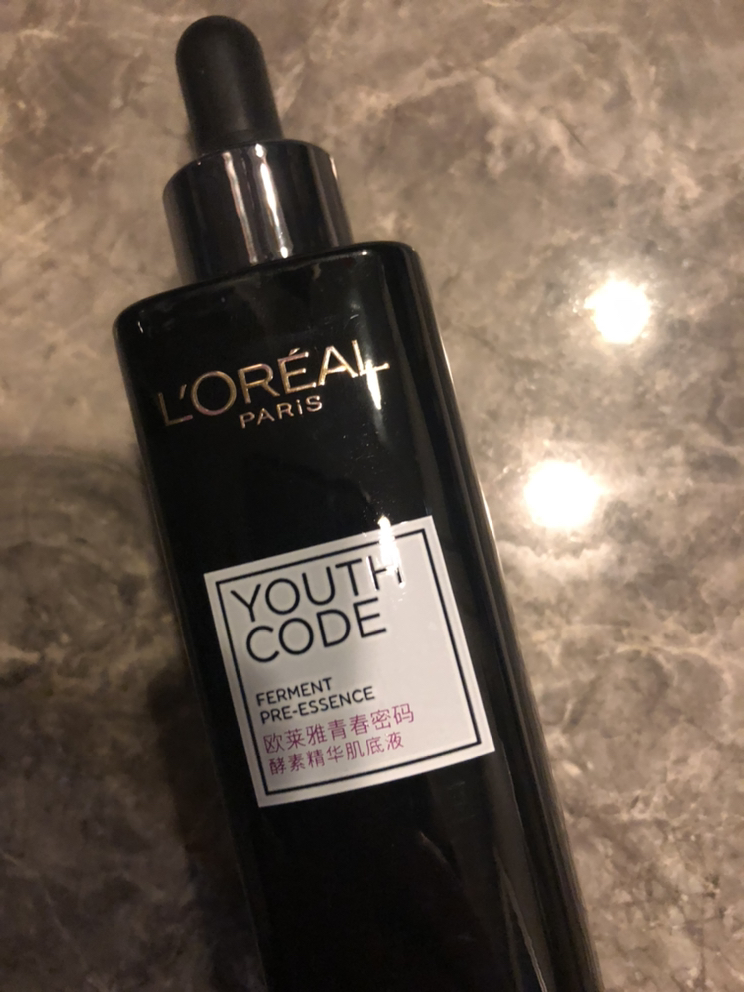 L'ORÉAL
PARiS
YOUTH
CODE
FERMENT
PRE-ESSENCE
欧莱雅青春密码
酵素精华肌底液